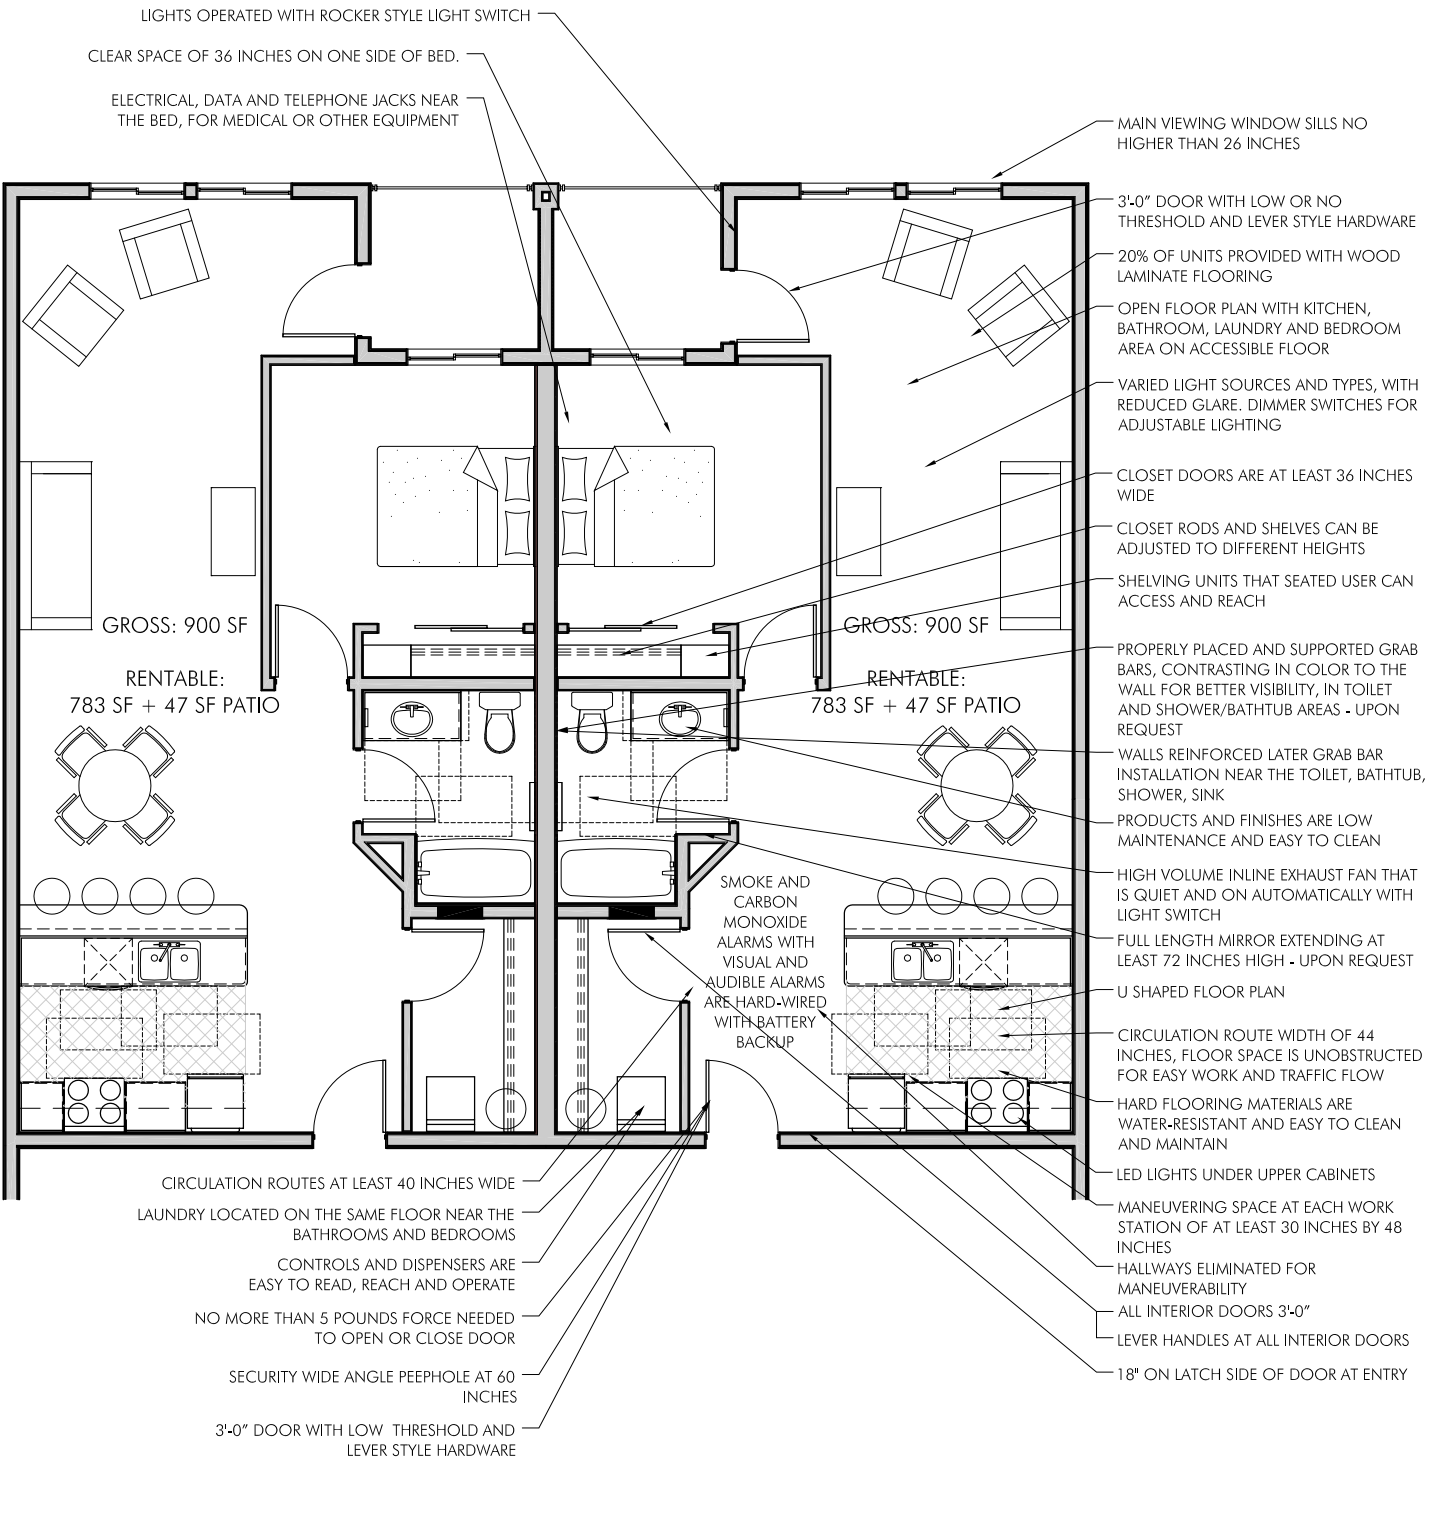 LIGHTS OPERATED WITH ROCKER STYLE LIGHT SWITCH
CLEAR SPACE OF 36 INCHES ON ONE SIDE OF BED.
ELECTRICAL, DATA AND TELEPHONE JACKS NEAR
THE BED, FOR MEDICAL OR OTHER EQUIPMENT
MAIN VIEWING WINDOW SILLS NO
HIGHER THAN 26 INCHES
3'-0" DOOR WITH LOW OR NO
THRESHOLD AND LEVER STYLE HARDWARE
20% OF UNITS PROVIDED WITH WOOD
LAMINATE FLOORING
OPEN FLOOR PLAN WITH KITCHEN,
BATHROOM, LAUNDRY AND BEDROOM
AREA ON ACCESSIBLE FLOOR
VARIED LIGHT SOURCES AND TYPES, WITH
REDUCED GLARE. DIMMER SWITCHES FOR
ADJUSTABLE LIGHTING
CLOSET DOORS ARE AT LEAST 36 INCHES
WIDE
CLOSET RODS AND SHELVES CAN BE
ADJUSTED TO DIFFERENT HEIGHTS
SHELVING UNITS THAT SEATED USER CAN
ACCESS AND REACH
GROSS: 900 SF
RENTABLE:
783 SF + 47 SF PATIO
GROSS: 900 SF
RENTABLE:
783 SF + 47 SF PATIO
PROPERLY PLACED AND SUPPORTED GRAB
BARS, CONTRASTING IN COLOR TO THE
WALL FOR BETTER VISIBILITY, IN TOILET
AND SHOWER/BATHTUB AREAS - UPON
REQUEST
WALLS REINFORCED LATER GRAB BAR
INSTALLATION NEAR THE TOILET, BATHTUB,
SHOWER, SINK
PRODUCTS AND FINISHES ARE LOW
MAINTENANCE AND EASY TO CLEAN
HIGH VOLUME INLINE EXHAUST FAN THAT
IS QUIET AND ON AUTOMATICALLY WITH
LIGHT SWITCH
FULL LENGTH MIRROR EXTENDING AT
LEAST 72 INCHES HIGH - UPON REQUEST
SMOKE AND
CARBON
MONOXIDE
ALARMS WITH
VISUAL AND
AUDIBLE ALARMS
ARE HARD-WIRED
WITH BATTERY
BACKUP
U SHAPED FLOOR PLAN
CIRCULATION ROUTE WIDTH OF 44
INCHES, FLOOR SPACE IS UNOBSTRUCTED
FOR EASY WORK AND TRAFFIC FLOW
HARD FLOORING MATERIALS ARE
WATER-RESISTANT AND EASY TO CLEAN
AND MAINTAIN
LED LIGHTS UNDER UPPER CABINETS
MANEUVERING SPACE AT EACH WORK
STATION OF AT LEAST 30 INCHES BY 48
INCHES
HALLWAYS ELIMINATED FOR
MANEUVERABILITY
ALL INTERIOR DOORS 3'-0"
LEVER HANDLES AT ALL INTERIOR DOORS
18" ON LATCH SIDE OF DOOR AT ENTRY
CIRCULATION ROUTES AT LEAST 40 INCHES WIDE
LAUNDRY LOCATED ON THE SAME FLOOR NEAR THE
BATHROOMS AND BEDROOMS
CONTROLS AND DISPENSERS ARE
EASY TO READ, REACH AND OPERATE
NO MORE THAN 5 POUNDS FORCE NEEDED
TO OPEN OR CLOSE DOOR
SECURITY WIDE ANGLE PEEPHOLE AT 60
INCHES
3'-0" DOOR WITH LOW THRESHOLD AND
LEVER STYLE HARDWARE